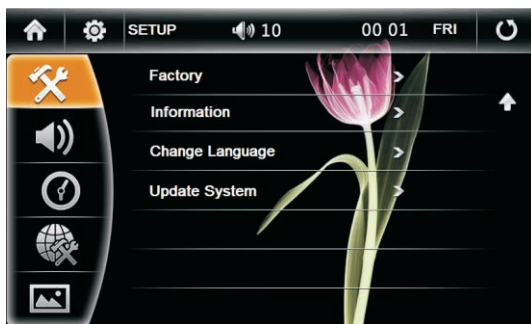 SETUP 10 00 01 FRI
Factory
Information
Change Language
Update System